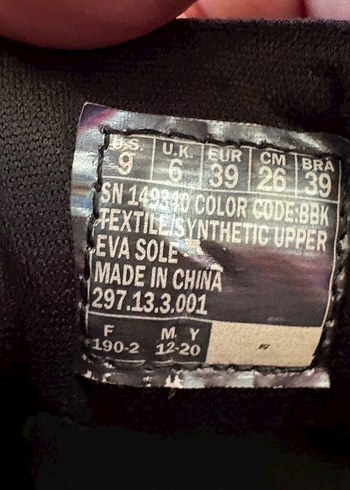 U.S. U.K. EUR CM BRA
9 6 39 26 39
SN 149340 COLOR CODE:BBK
TEXTILE/SYNTHETIC UPPER
EVA SOLE
MADE IN CHINA
297.13.3.001
F M Y
190-2 12-20